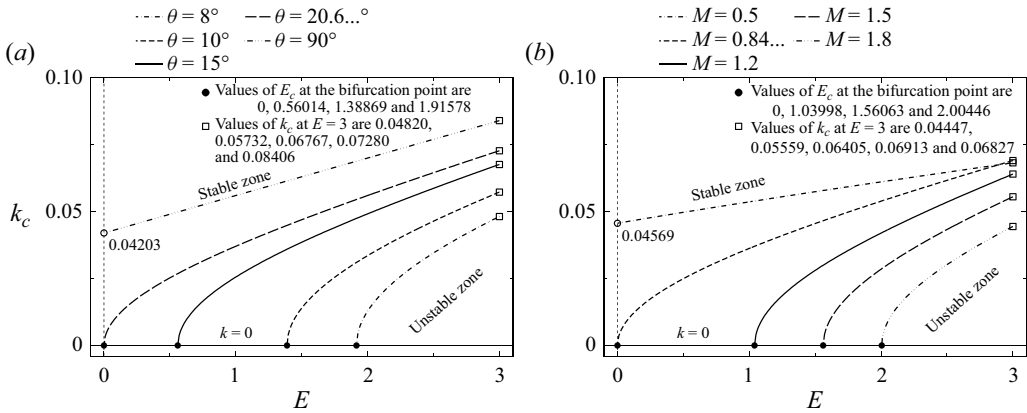 θ = 8° θ = 20.6...°
θ = 10° θ = 90°
θ = 15°
(a)
0.10
Values of E_c at the bifurcation point are
0, 0.56014, 1.38869 and 1.91578
Values of k_c at E = 3 are 0.04820,
0.05732, 0.06767, 0.07280
and 0.08406
Stable zone
k_c
0.05
0.04203
Unstable zone
k = 0
0
0 1 2 3
E
M = 0.5 M = 1.5
M = 0.84... M = 1.8
M = 1.2
(b)
0.10
Values of E_c at the bifurcation point are
0, 1.03998, 1.56063 and 2.00446
Values of k_c at E = 3 are 0.04447,
0.05559, 0.06405, 0.06913 and 0.06827
Stable zone
0.05
0.04569
Unstable zone
k = 0
0
0 1 2 3
E